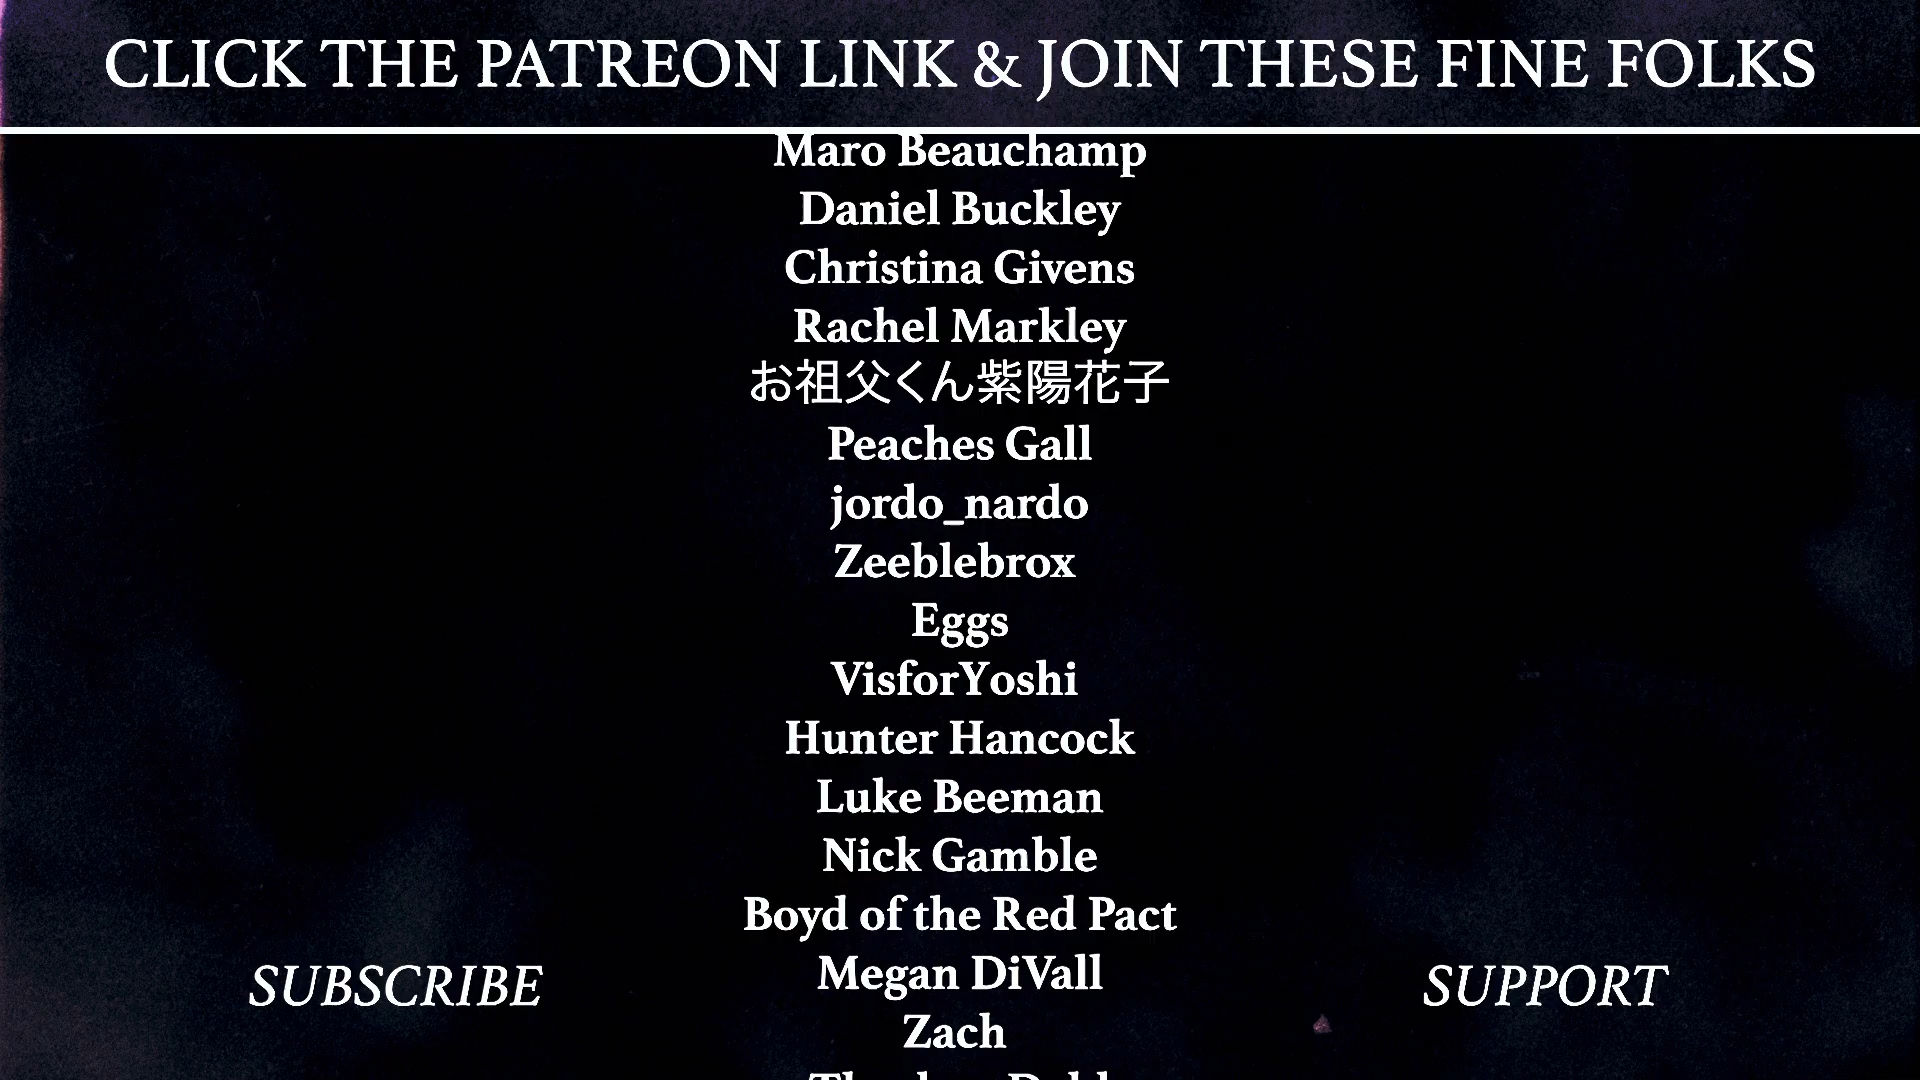 CLICK THE PATREON LINK & JOIN THESE FINE FOLKS
Maro Beauchamp
Daniel Buckley
Christina Givens
Rachel Markley
お祖父くん紫陽花子
Peaches Gall
jordo_nardo
Zeeblebrox
Eggs
VisforYoshi
Hunter Hancock
Luke Beeman
Nick Gamble
Boyd of the Red Pact
Megan DiVall
SUBSCRIBE
SUPPORT
Zach